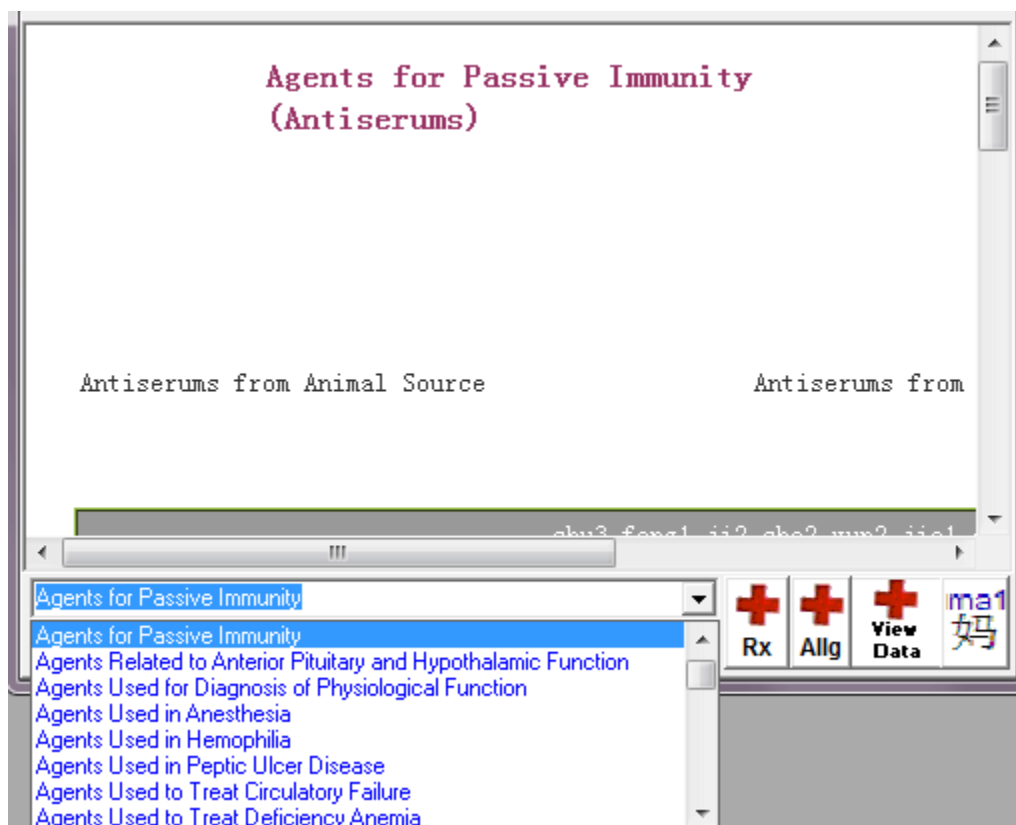 Agents for Passive Immunity
(Antiserums)
Antiserums from Animal Source
Antiserums from
Agents for Passive Immunity
Rx
Allg
View
Data
ma1
妈
Agents for Passive Immunity
Agents Related to Anterior Pituitary and Hypothalamic Function
Agents Used for Diagnosis of Physiological Function
Agents Used in Anesthesia
Agents Used in Hemophilia
Agents Used in Peptic Ulcer Disease
Agents Used to Treat Circulatory Failure
Agents Used to Treat Deficiency Anemia